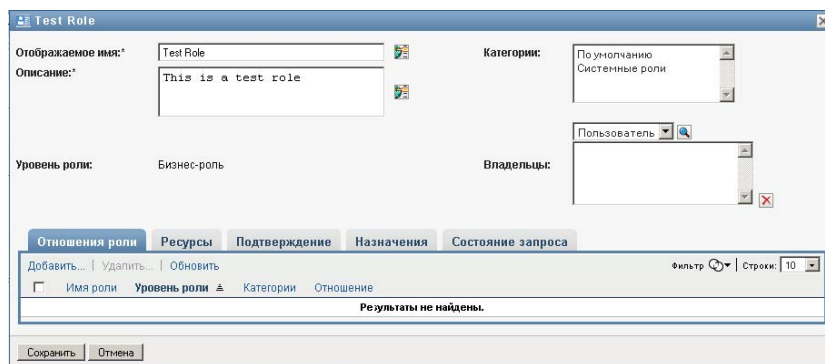 Test Role
Отображаемое имя:*
Test Role
Категории:
По умолчанию
Системные роли
Описание:*
This is a test role
Пользователь
Уровень роли:
Бизнес-роль
Владельцы:
Отношения роли Ресурсы Подтверждение Назначения Состояние запроса
Добавить... | Удалить... | Обновить
Фильтр | Строки: 10
Имя роли Уровень роли Категории Отношение
Результаты не найдены.
Сохранить Отмена